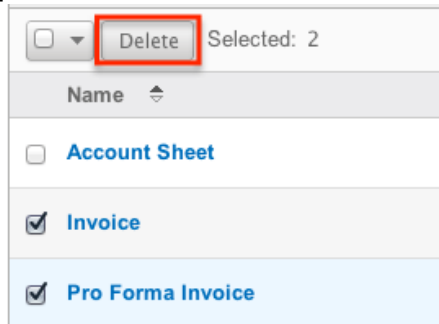 Delete Selected: 2
Name
Account Sheet
Invoice
Pro Forma Invoice